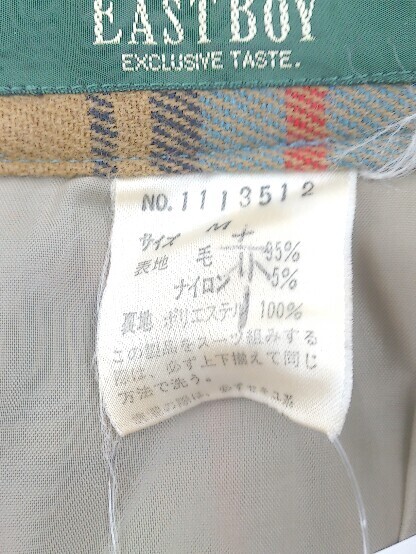 EASTBOY
EXCLUSIVE TASTE.
NO.1113512
サイズ M
表地 毛 95%
ナイロン 5%
裏地 ポリエステル 100%
この製品をスーツ組みする
際は、必ず上下揃えて同じ
方法で洗う。